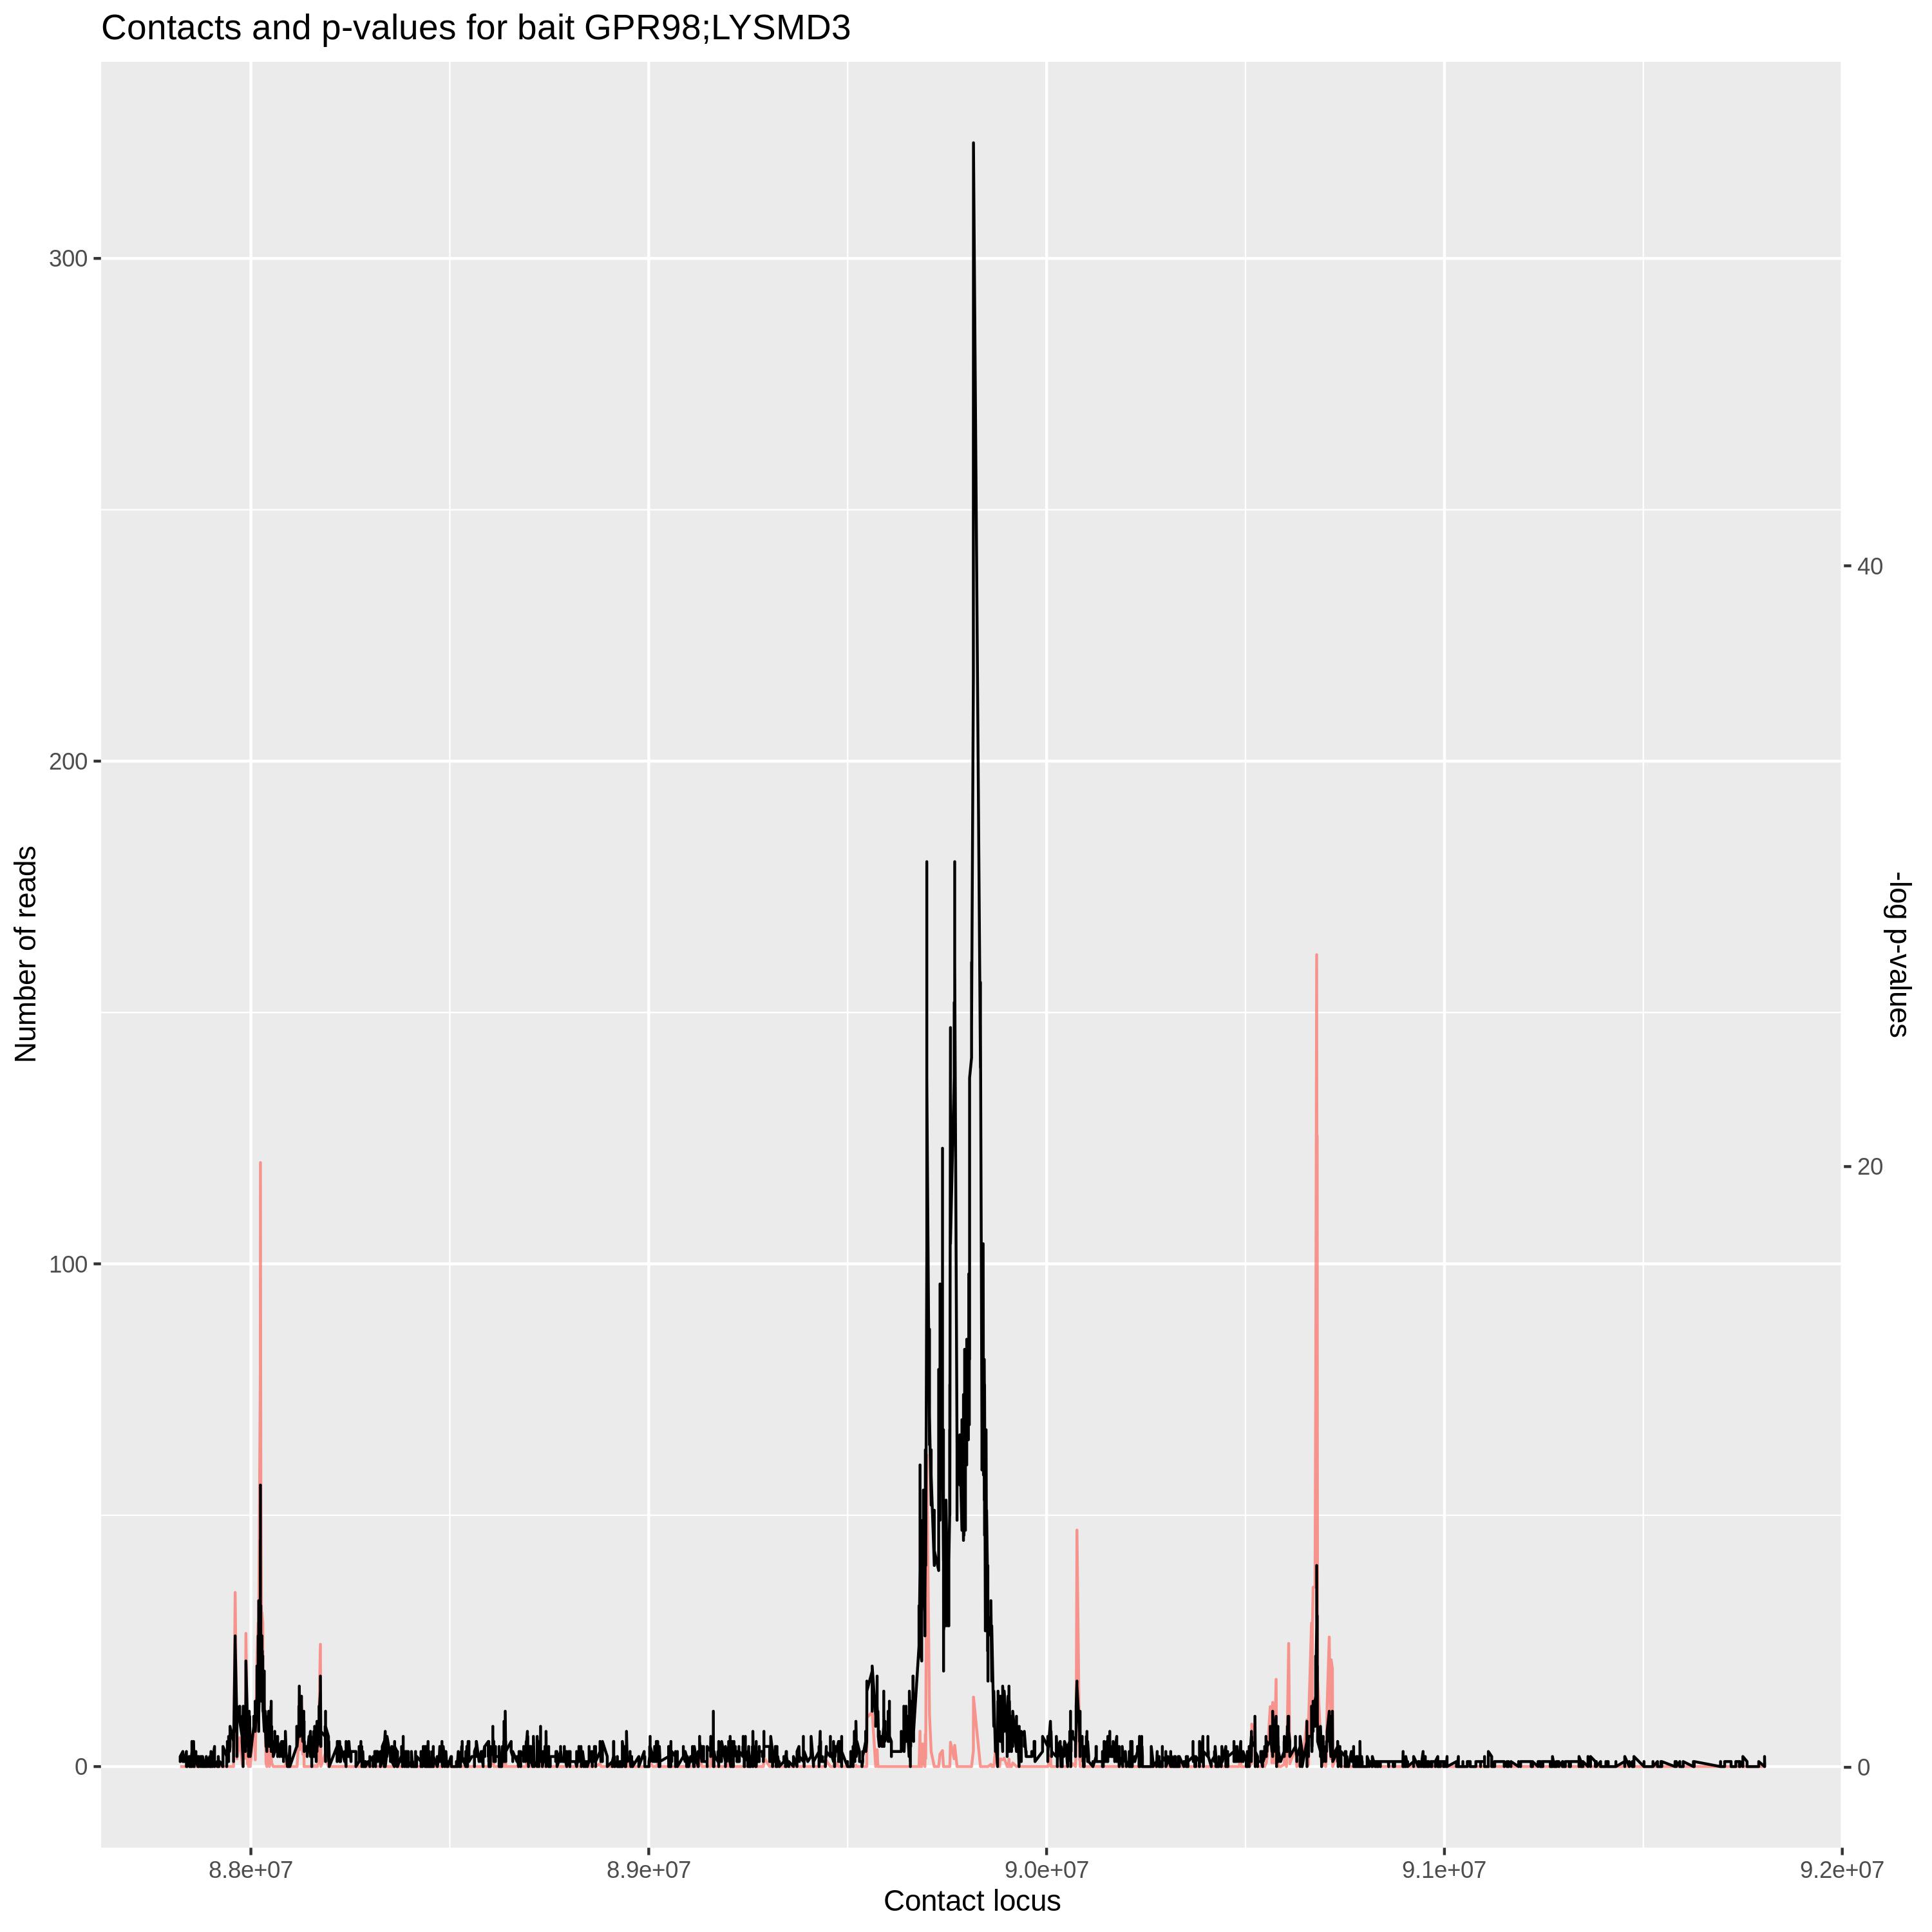 Contacts and p-values for bait GPR98;LYSMD3
300
200
100
0
Number of reads
40
20
0
-log p-values
8.8e+07
8.9e+07
9.0e+07
9.1e+07
9.2e+07
Contact locus